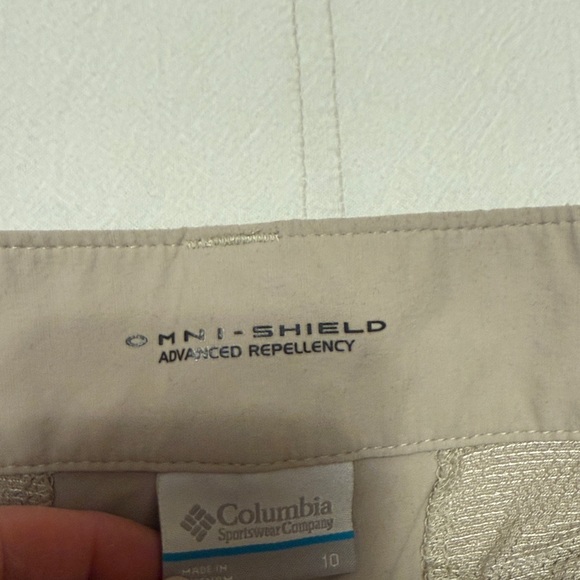 OMNI-SHIELD
ADVANCED REPELLENCY
Columbia
Sportswear Company
10
MADE IN